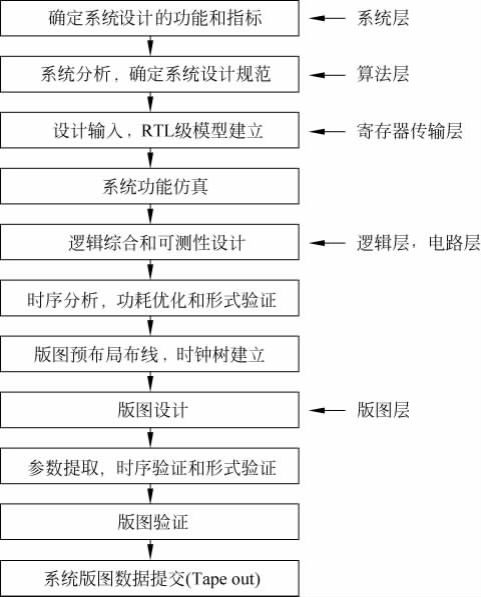 确定系统设计的功能和指标
系统层
系统分析，确定系统设计规范
算法层
设计输入，RTL级模型建立
寄存器传输层
系统功能仿真
逻辑综合和可测性设计
逻辑层，电路层
时序分析，功耗优化和形式验证
版图预布局布线，时钟树建立
版图设计
版图层
参数提取，时序验证和形式验证
版图验证
系统版图数据提交(Tape out)